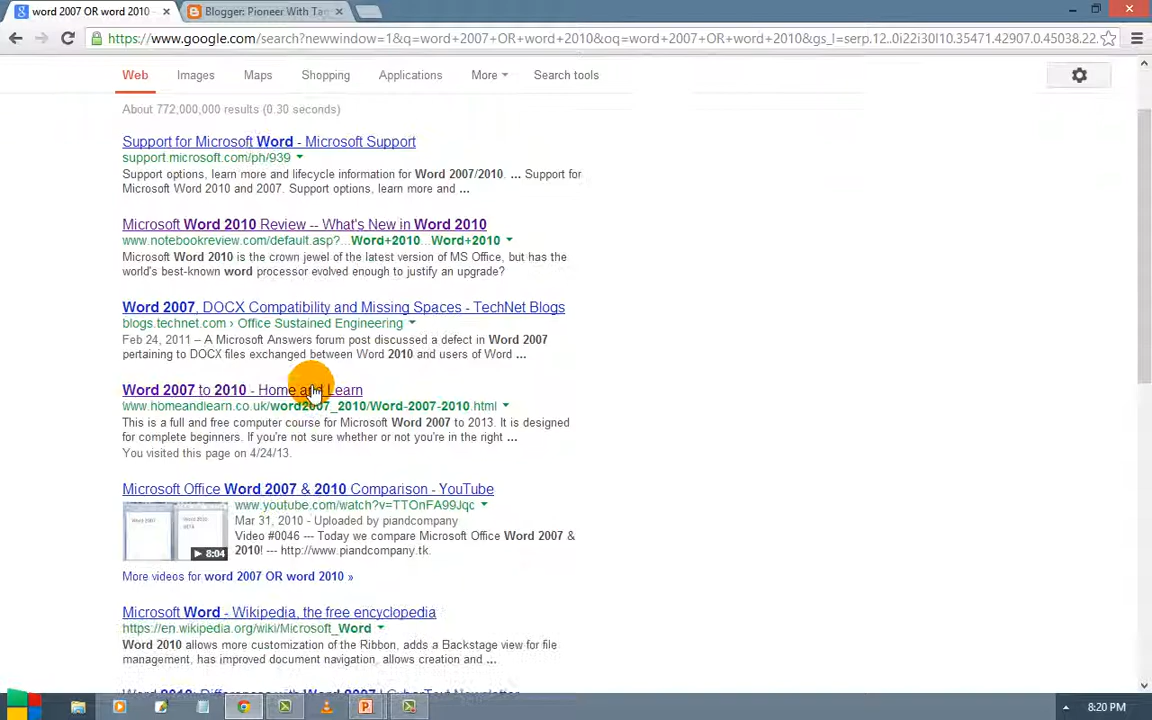 word 2007 OR word 2010 -
Blogger: Pioneer With Te
https://www.google.com/search?newwindow=1&q=word+2007+OR+word+2010&oq=word+2007+OR+word+2010&gs_l=serp.12..0i22i30l10.35471.42907.0.45038.22.
Web Images Maps Shopping Applications More Search tools
About 772,000,000 results (0.30 seconds)
Support for Microsoft Word - Microsoft Support
support.microsoft.com/ph/939
Support options, learn more and lifecycle information for Word 2007/2010. ... Support for
Microsoft Word 2010 and 2007. Support options, learn more and ...
Microsoft Word 2010 Review -- What's New in Word 2010
www.notebookreview.com/default.asp?...Word+2010...Word+2010
Microsoft Word 2010 is the crown jewel of the latest version of MS Office, but has the
world's best-known word processor evolved enough to justify an upgrade?
Word 2007, DOCX Compatibility and Missing Spaces - TechNet Blogs
blogs.technet.com › Office Sustained Engineering
Feb 24, 2011 – A Microsoft Answers forum post discussed a defect in Word 2007
pertaining to DOCX files exchanged between Word 2010 and users of Word ...
Word 2007 to 2010 - Home and Learn
www.homeandlearn.co.uk/word2007_2010/Word-2007-2010.html
This is a full and free computer course for Microsoft Word 2007 to 2013. It is designed
for complete beginners. If you're not sure whether or not you're in the right ...
You visited this page on 4/24/13.
Microsoft Office Word 2007 & 2010 Comparison - YouTube
www.youtube.com/watch?v=TTOnFA99Jqc
Mar 31, 2010 - Uploaded by piandcompany
Video #0046 --- Today we compare Microsoft Office Word 2007 &
2010! --- http://www.piandcompany.tk.
8:04
More videos for word 2007 OR word 2010 »
Microsoft Word - Wikipedia, the free encyclopedia
https://en.wikipedia.org/wiki/Microsoft_Word
Word 2010 allows more customization of the Ribbon, adds a Backstage view for file
management, has improved document navigation, allows creation and ...
Word 2010: Differences with Word 2007 | CyberText Newsletter
8:20 PM